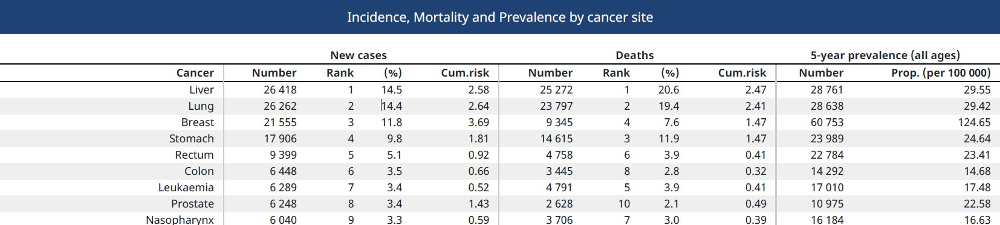 Incidence, Mortality and Prevalence by cancer site
New cases Deaths 5-year prevalence (all ages)
Cancer Number Rank (%) Cum.risk Number Rank (%) Cum.risk Number Prop. (per 100 000)
Liver 26 418 1 14.5 2.58 25 272 1 20.6 2.47 28 761 29.55
Lung 26 262 2 14.4 2.64 23 797 2 19.4 2.41 28 638 29.42
Breast 21 555 3 11.8 3.69 9 345 4 7.6 1.47 60 753 124.65
Stomach 17 906 4 9.8 1.81 14 615 3 11.9 1.47 23 989 24.64
Rectum 9 399 5 5.1 0.92 4 758 6 3.9 0.41 22 784 23.41
Colon 6 448 6 3.5 0.66 3 445 8 2.8 0.32 14 292 14.68
Leukaemia 6 289 7 3.4 0.52 4 791 5 3.9 0.41 17 010 17.48
Prostate 6 248 8 3.4 1.43 2 628 10 2.1 0.49 10 975 22.58
Nasopharynx 6 040 9 3.3 0.59 3 706 7 3.0 0.39 16 184 16.63